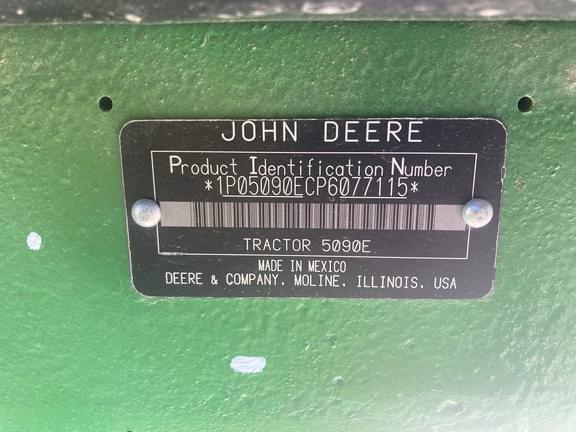 JOHN DEERE
Product Identification Number
*1P05090ECP6077115*
TRACTOR 5090E
MADE IN MEXICO
DEERE & COMPANY, MOLINE, ILLINOIS, USA